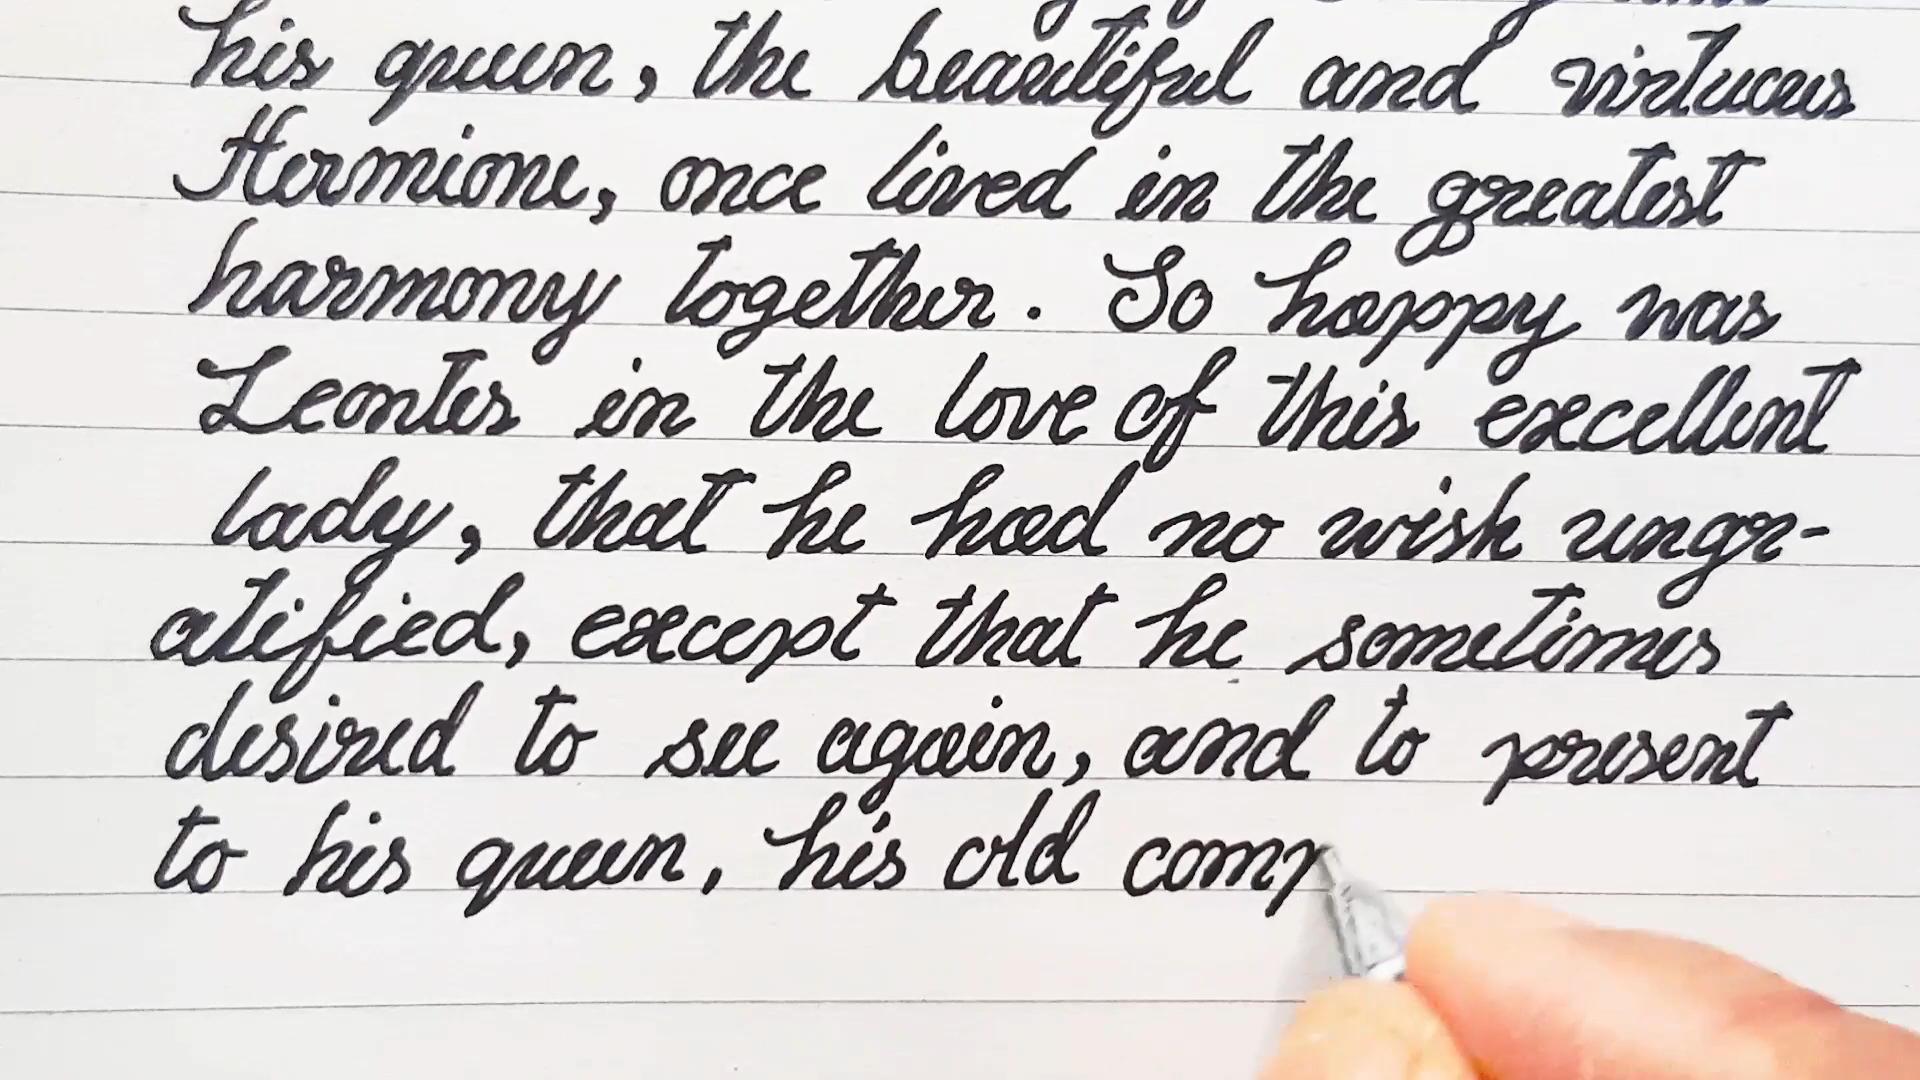 his queen, the beautiful and virtuous
Hermione, once lived in the greatest
harmony together. So happy was
Leontes in the love of this excellent
lady, that he had no wish ungr-
atified, except that he sometimes
desired to see again, and to present
to his queen, his old comp